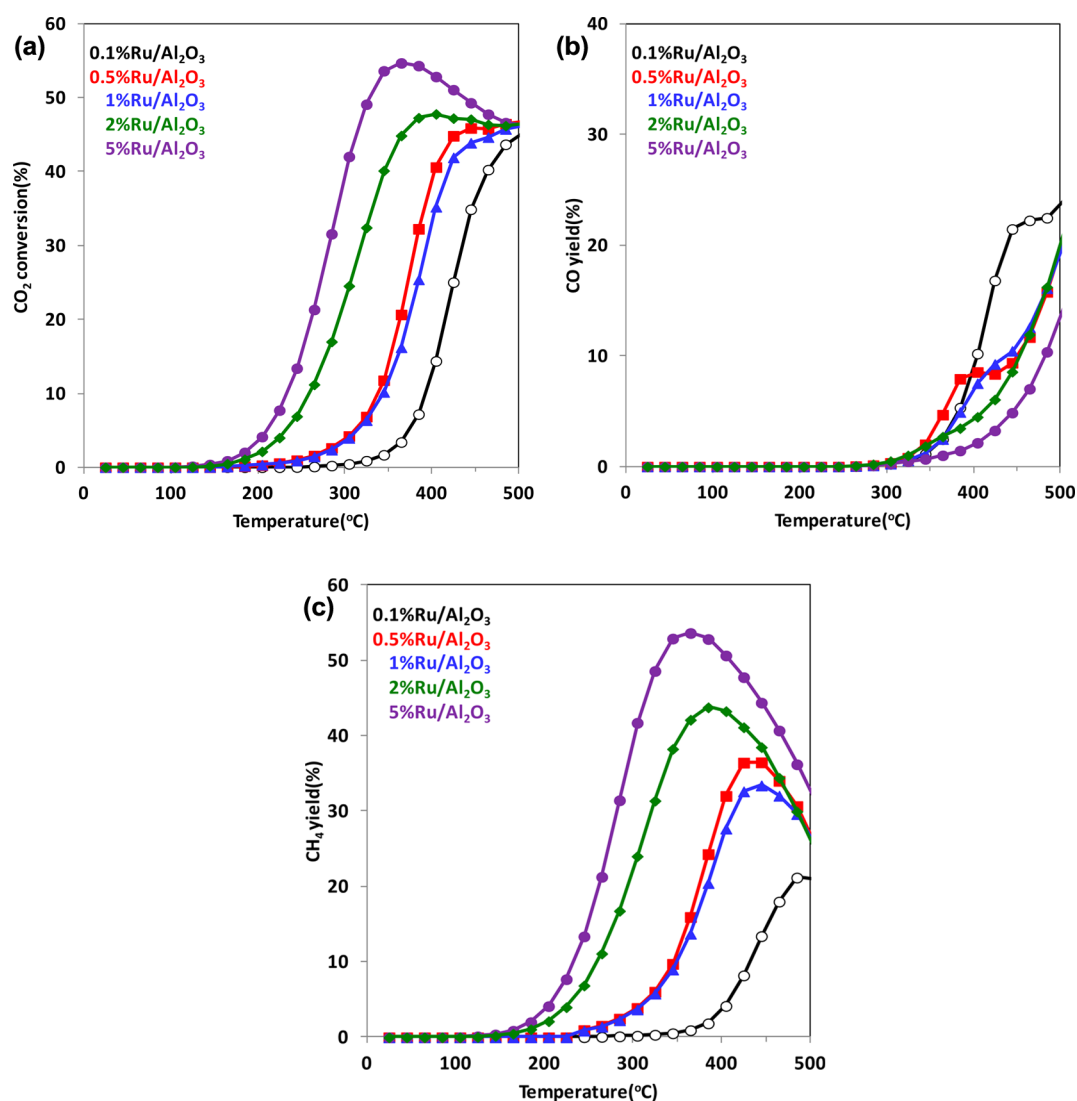 (a)
0.1%Ru/Al2O3
0.5%Ru/Al2O3
1%Ru/Al2O3
2%Ru/Al2O3
5%Ru/Al2O3
60
50
40
30
20
10
0
CO2 conversion(%)
0 100 200 300 400 500
Temperature(oC)
(b)
0.1%Ru/Al2O3
0.5%Ru/Al2O3
1%Ru/Al2O3
2%Ru/Al2O3
5%Ru/Al2O3
40
30
20
10
0
CO yield(%)
0 100 200 300 400 500
Temperature(oC)
(c)
0.1%Ru/Al2O3
0.5%Ru/Al2O3
1%Ru/Al2O3
2%Ru/Al2O3
5%Ru/Al2O3
60
50
40
30
20
10
0
CH4 yield(%)
0 100 200 300 400 500
Temperature(oC)